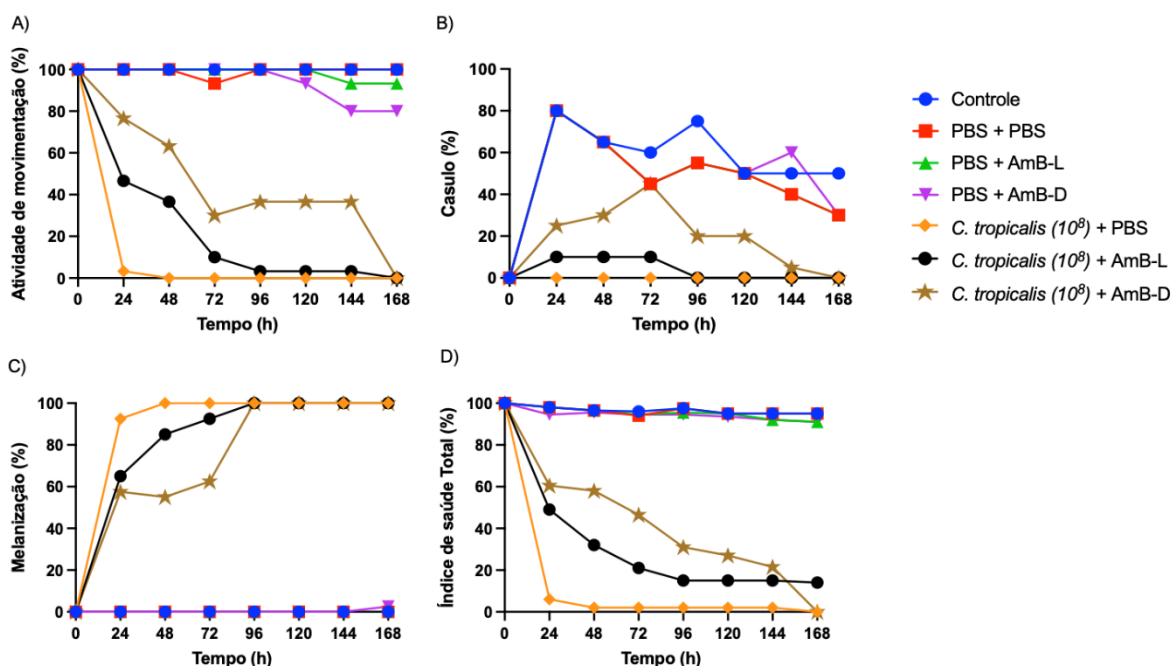 A)
Atividade de movimentação (%)
100
80
60
40
20
0
0 24 48 72 96 120 144 168
Tempo (h)
B)
Casulo (%)
100
80
60
40
20
0
0 24 48 72 96 120 144 168
Tempo (h)
Controle
PBS + PBS
PBS + AmB-L
PBS + AmB-D
C. tropicalis (10⁸) + PBS
C. tropicalis (10⁸) + AmB-L
C. tropicalis (10⁸) + AmB-D
C)
Melanização (%)
100
80
60
40
20
0
0 24 48 72 96 120 144 168
Tempo (h)
D)
Índice de saúde Total (%)
100
80
60
40
20
0
0 24 48 72 96 120 144 168
Tempo (h)